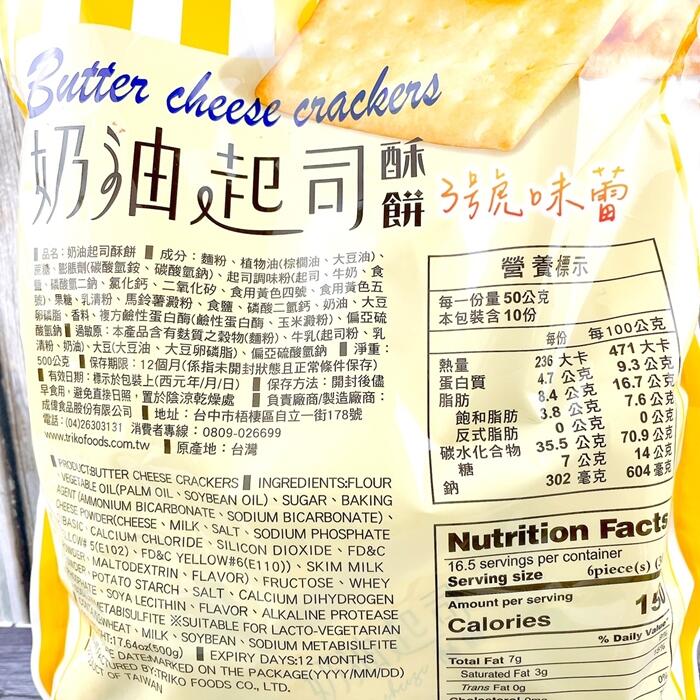 Butter cheese crackers
奶油起司酥餅
3號虎味蕾
品名：奶油起司酥餅 成分：麵粉、植物油(棕櫚油、大豆油)、
蔗糖、膨脹劑(碳酸氫銨、碳酸氫鈉)、起司調味粉(起司、牛奶、食
鹽、磷酸氫二鈉、氯化鈣、二氧化矽、食用黃色四號、食用黃色五
號)、果糖、乳清粉、馬鈴薯澱粉、食鹽、磷酸二氫鈣、奶油、大豆
卵磷脂、香料、複方鹼性蛋白酶(鹼性蛋白酶、玉米澱粉)、偏亞硫
酸氫鈉 過敏原：本產品含有麩質之穀物(麵粉)、牛乳(起司粉、乳
清粉、奶油)、大豆(大豆油、大豆卵磷脂)、偏亞硫酸氫鈉 淨重：
500公克 保存期限：12個月(係指未開封狀態且正常條件保存)
有效日期：標示於包裝上(西元年/月/日) 保存方法：開封後儘
早食用，避免直接日照，置於陰涼乾燥處 負責廠商/製造廠商：
成偉食品股份有限公司 地址：台中市梧棲區自立一街178號
電話：(04)26303131 消費者專線：0809-026699
www.trikofoods.com.tw 原產地：台灣
PRODUCT:BUTTER CHEESE CRACKERS INGREDIENTS:FLOUR
、VEGETABLE OIL(PALM OIL、SOYBEAN OIL)、SUGAR、BAKING
AGENT (AMMONIUM BICARBONATE、SODIUM BICARBONATE)、
CHEESE POWDER(CHEESE、MILK、SALT、SODIUM PHOSPHATE
DIBASIC、CALCIUM CHLORIDE、SILICON DIOXIDE、FD&C
YELLOW# 5(E102)、FD&C YELLOW#6(E110))、SKIM MILK
POWDER、MALTODEXTRIN、FLAVOR)、FRUCTOSE、WHEY
POWDER、POTATO STARCH、SALT、CALCIUM DIHYDROGEN
、SOYA LECITHIN、FLAVOR、ALKALINE PROTEASE
METABISULFITE ※SUITABLE FOR LACTO-VEGETARIAN
WHEAT、MILK、SOYBEAN、SODIUM METABISILFITE
17.64oz(500g) EXPIRY DAYS:12 MONTHS
DATE:MARKED ON THE PACKAGE(YYYY/MM/DD)
BY:TRIKO FOODS CO., LTD.
OF TAIWAN
營養標示
每一份量 50公克
本包裝含 10份
每份 每100公克
熱量 236 大卡 471 大卡
蛋白質 4.7 公克 9.3 公克
脂肪 8.4 公克 16.7 公克
飽和脂肪 3.8 公克 7.6 公克
反式脂肪 0 公克 0 公克
碳水化合物 35.5 公克 70.9 公克
糖 7 公克 14 公克
鈉 302 毫克 604 毫克
Nutrition Facts
16.5 servings per container
Serving size 6piece(s)
Amount per serving
Calories
% Daily Value
Total Fat 7g
Saturated Fat 3g
Trans Fat 0g 0%